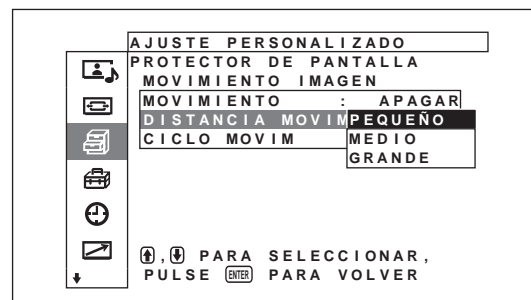 AJUSTE PERSONALIZADO
PROTECTOR DE PANTALLA
MOVIMIENTO IMAGEN
MOVIMIENTO : APAGAR
DISTANCIA MOVIM PEQUEÑO
CICLO MOVIM MEDIO
GRANDE
, PARA SELECCIONAR,
PULSE ENTER PARA VOLVER